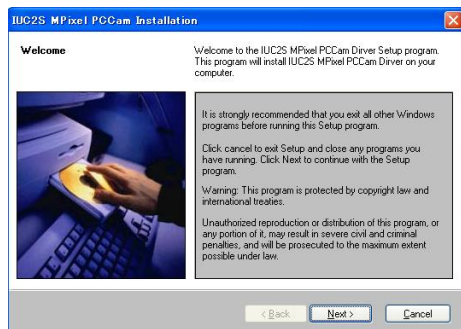 IUC2S MPixel PCCam Installation
Welcome
Welcome to the IUC2S MPixel PCCam Dirver Setup program.
This program will install IUC2S MPixel PCCam Dirver on your
computer.
It is strongly recommended that you exit all other Windows
programs before running this Setup program.
Click cancel to exit Setup and close any programs you
have running. Click Next to continue with the Setup
program.
Warning: This program is protected by copyright law and
international treaties.
Unauthorized reproduction or distribution of this program, or
any portion of it, may result in severe civil and criminal
penalties, and will be prosecuted to the maximum extent
possible under law.
< Back
Next >
Cancel